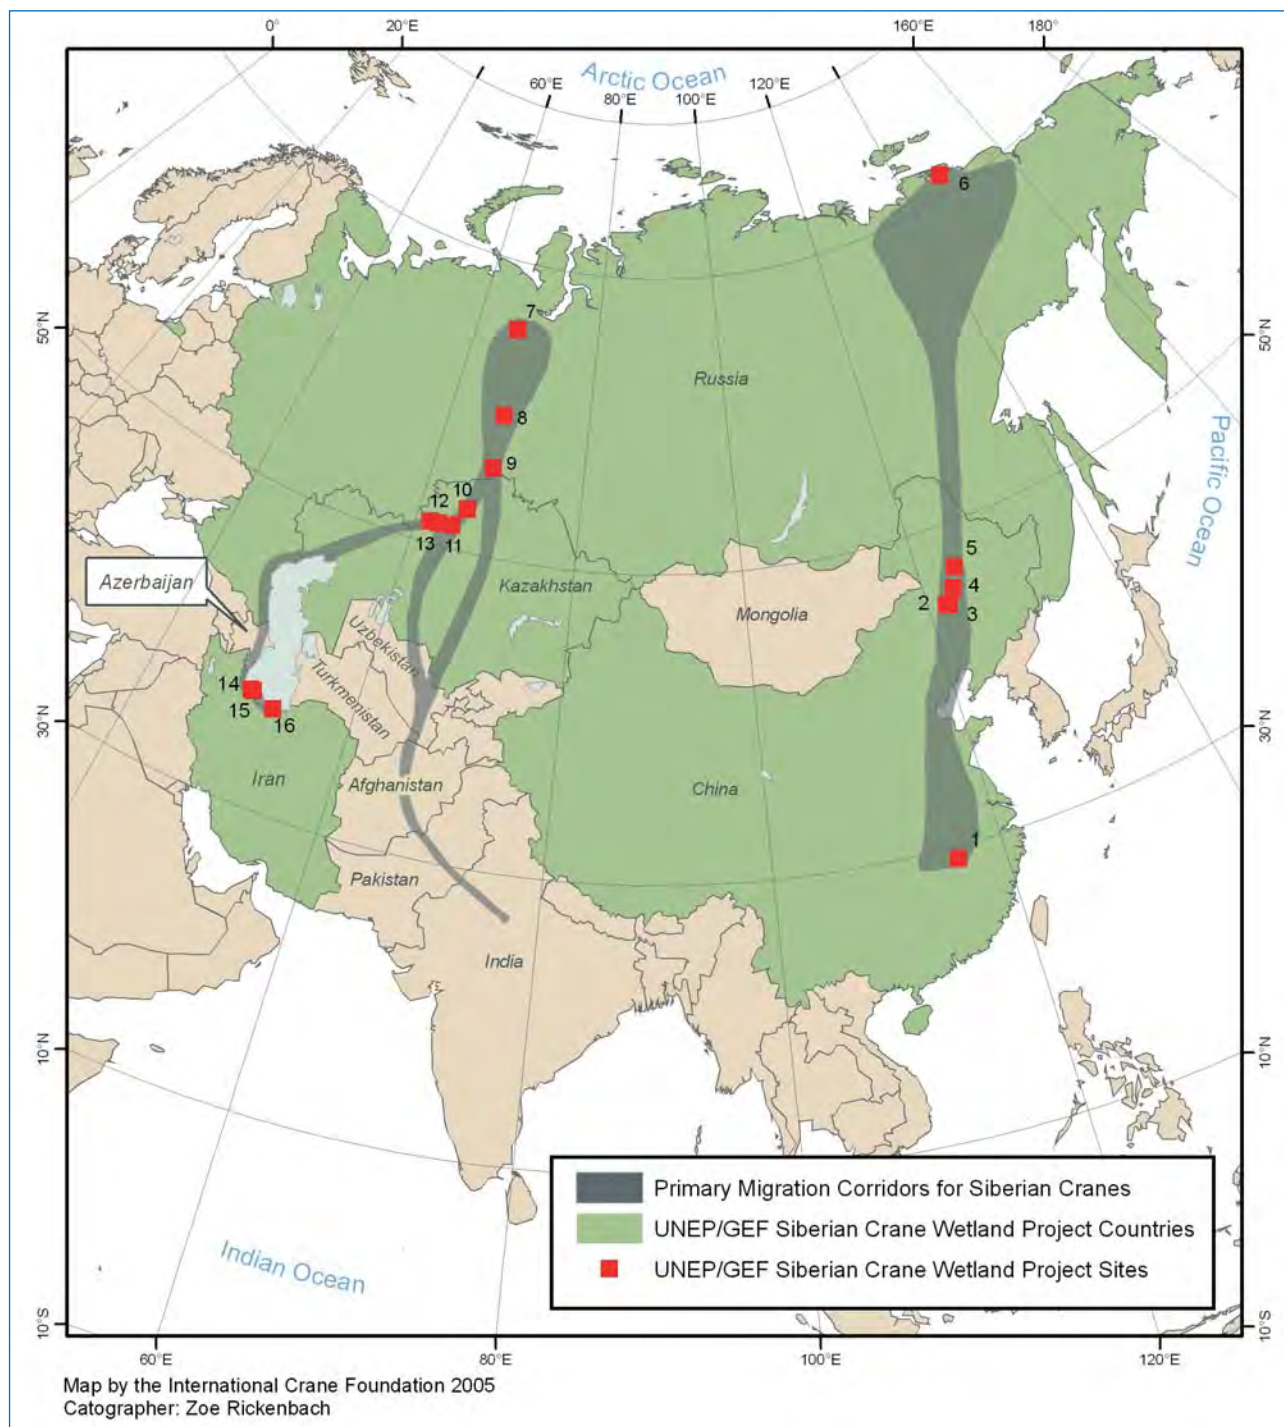 0° 20°E 160°E 180°
Arctic Ocean
60°E 80°E 100°E 120°E
6
50°N
50°N
7
Russia
8
Pacific Ocean
9
10
12
13 11
5
Azerbaijan
Kazakhstan
4
2 3
Mongolia
Uzbekistan
Turkmenistan
14
15 16
30°N
30°N
Iran
Afghanistan
China
1
Pakistan
India
10°N
10°N
Primary Migration Corridors for Siberian Cranes
UNEP/GEF Siberian Crane Wetland Project Countries
UNEP/GEF Siberian Crane Wetland Project Sites
Indian Ocean
10°S
10°S
60°E 80°E 100°E 120°E
Map by the International Crane Foundation 2005
Catographer: Zoe Rickenbach